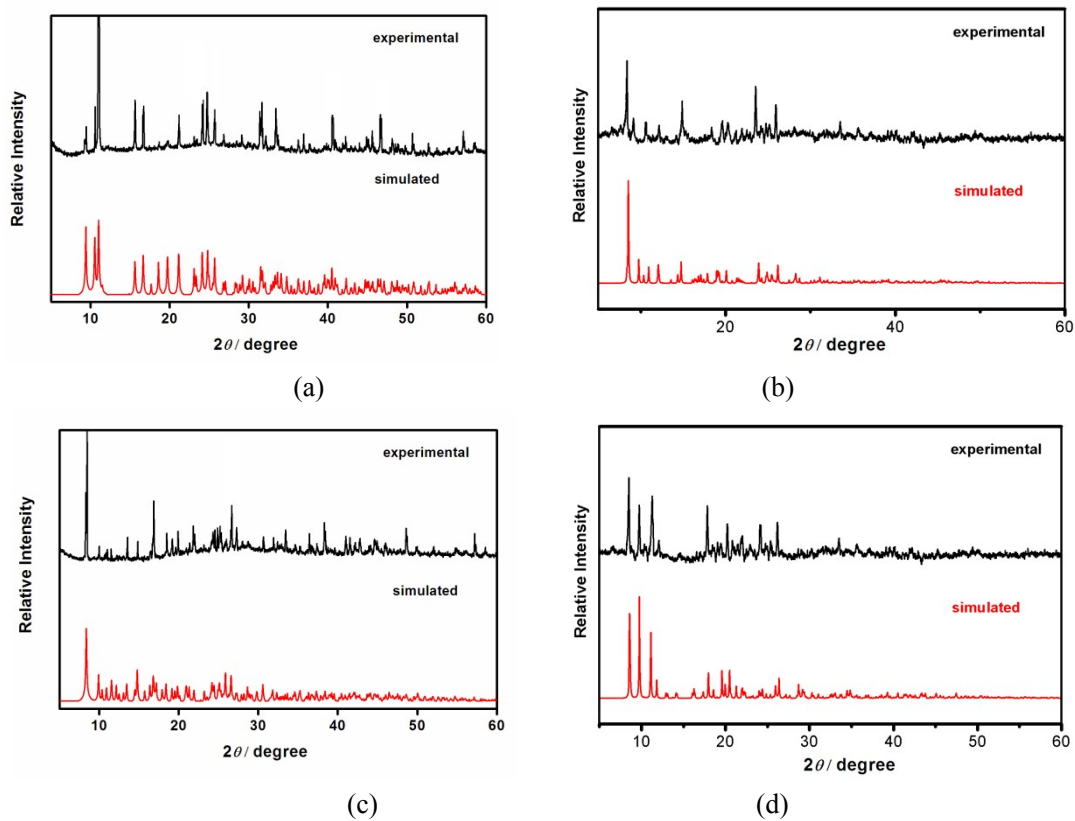 experimental
simulated
Relative Intensity
10 20 30 40 50 60
2θ / degree
(a)
experimental
simulated
Relative Intensity
20 40 60
2θ / degree
(b)
experimental
simulated
Relative Intensity
10 20 30 40 50 60
2θ / degree
(c)
experimental
simulated
Relative Intensity
10 20 30 40 50 60
2θ / degree
(d)